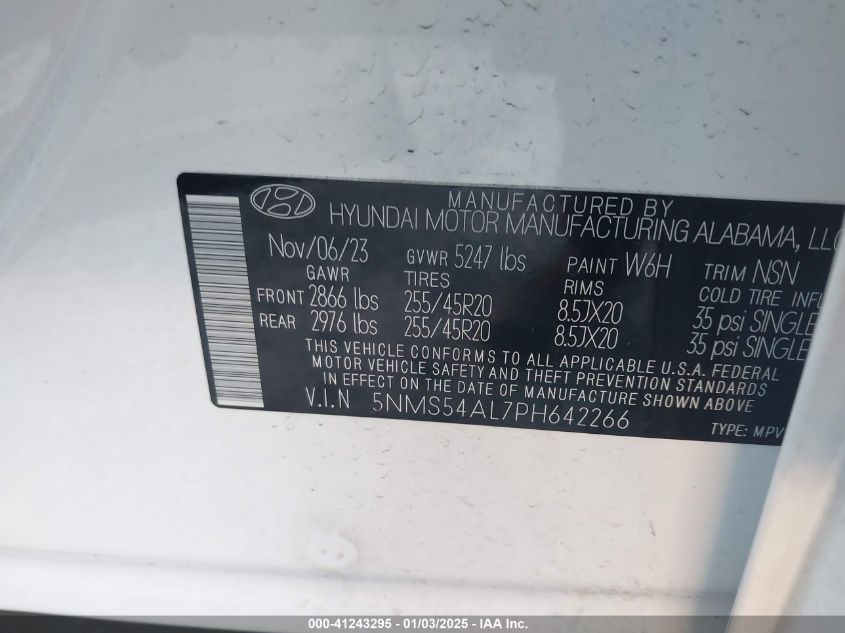 MANUFACTURED BY
HYUNDAI MOTOR MANUFACTURING ALABAMA, LLC
Nov/06/23 GVWR 5247 lbs PAINT W6H TRIM NSN
GAWR TIRES RIMS COLD TIRE INFL
FRONT 2866 lbs 255/45R20 8.5JX20 35 psi SINGLE
REAR 2976 lbs 255/45R20 8.5JX20 35 psi SINGLE
THIS VEHICLE CONFORMS TO ALL APPLICABLE U.S.A. FEDERAL
MOTOR VEHICLE SAFETY AND THEFT PREVENTION STANDARDS
IN EFFECT ON THE DATE OF MANUFACTURE SHOWN ABOVE
V.I.N 5NMS54AL7PH642266 TYPE: MPV
000-41243295 - 01/03/2025 - IAA Inc.